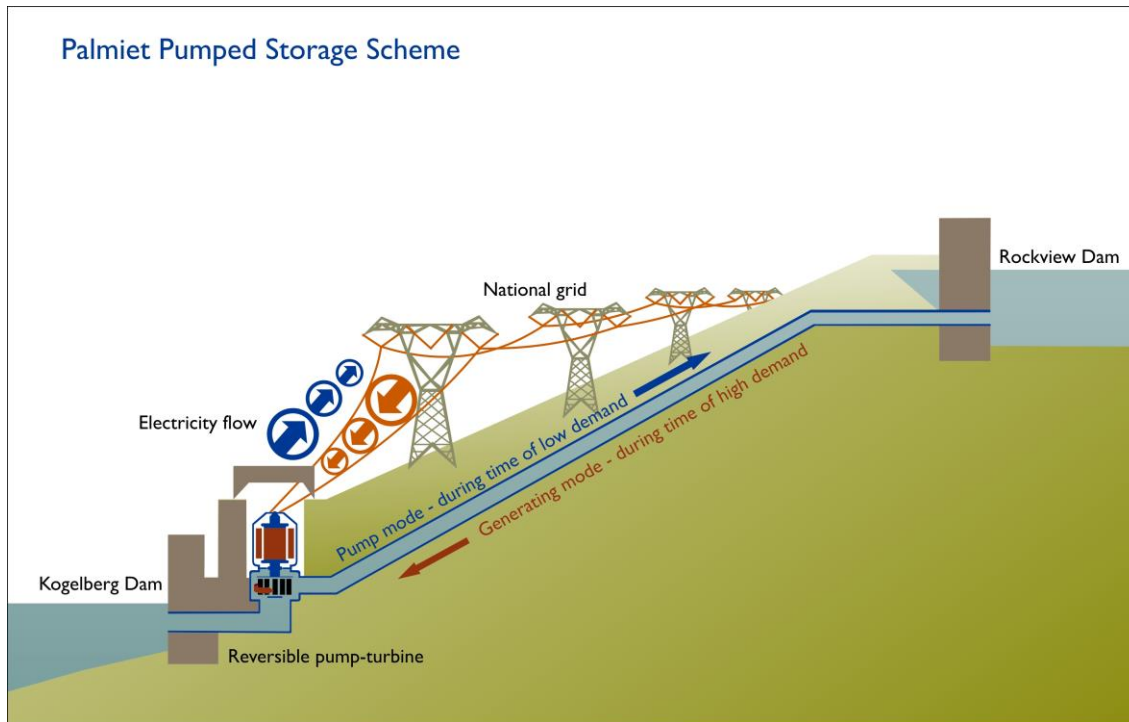 Palmiet Pumped Storage Scheme
Rockview Dam
National grid
Electricity flow
Pump mode - during time of low demand
Generating mode - during time of high demand
Kogelberg Dam
Reversible pump-turbine